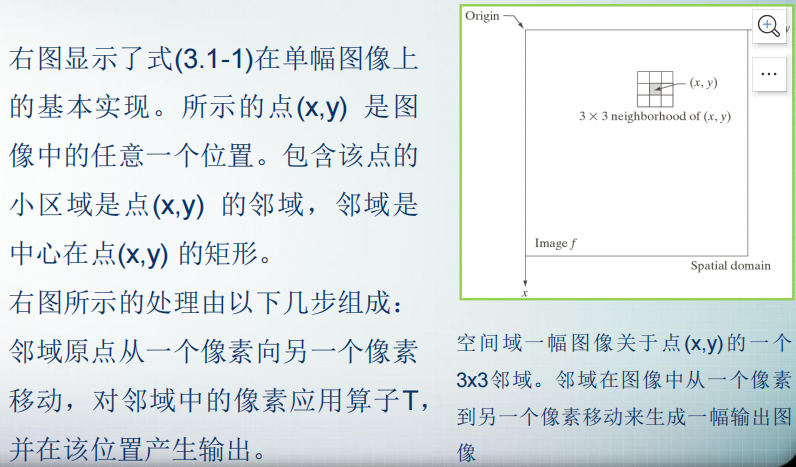 右图显示了式(3.1-1)在单幅图像上
的基本实现。所示的点(x,y) 是图
像中的任意一个位置。包含该点的
小区域是点(x,y) 的邻域，邻域是
中心在点(x,y) 的矩形。
右图所示的处理由以下几步组成：
邻域原点从一个像素向另一个像素
移动，对邻域中的像素应用算子T，
并在该位置产生输出。
Origin
y
(x, y)
3 × 3 neighborhood of (x, y)
Image f
Spatial domain
x
空间域一幅图像关于点(x,y)的一个
3x3邻域。邻域在图像中从一个像素
到另一个像素移动来生成一幅输出图
像